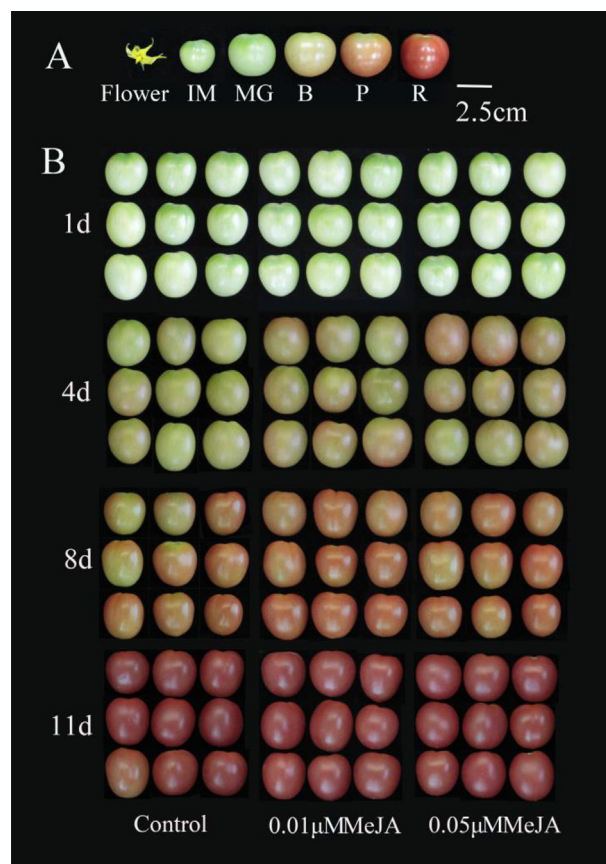 A
Flower IM MG B P R
2.5cm
B
1d
4d
8d
11d
Control 0.01μMMeJA 0.05μMMeJA